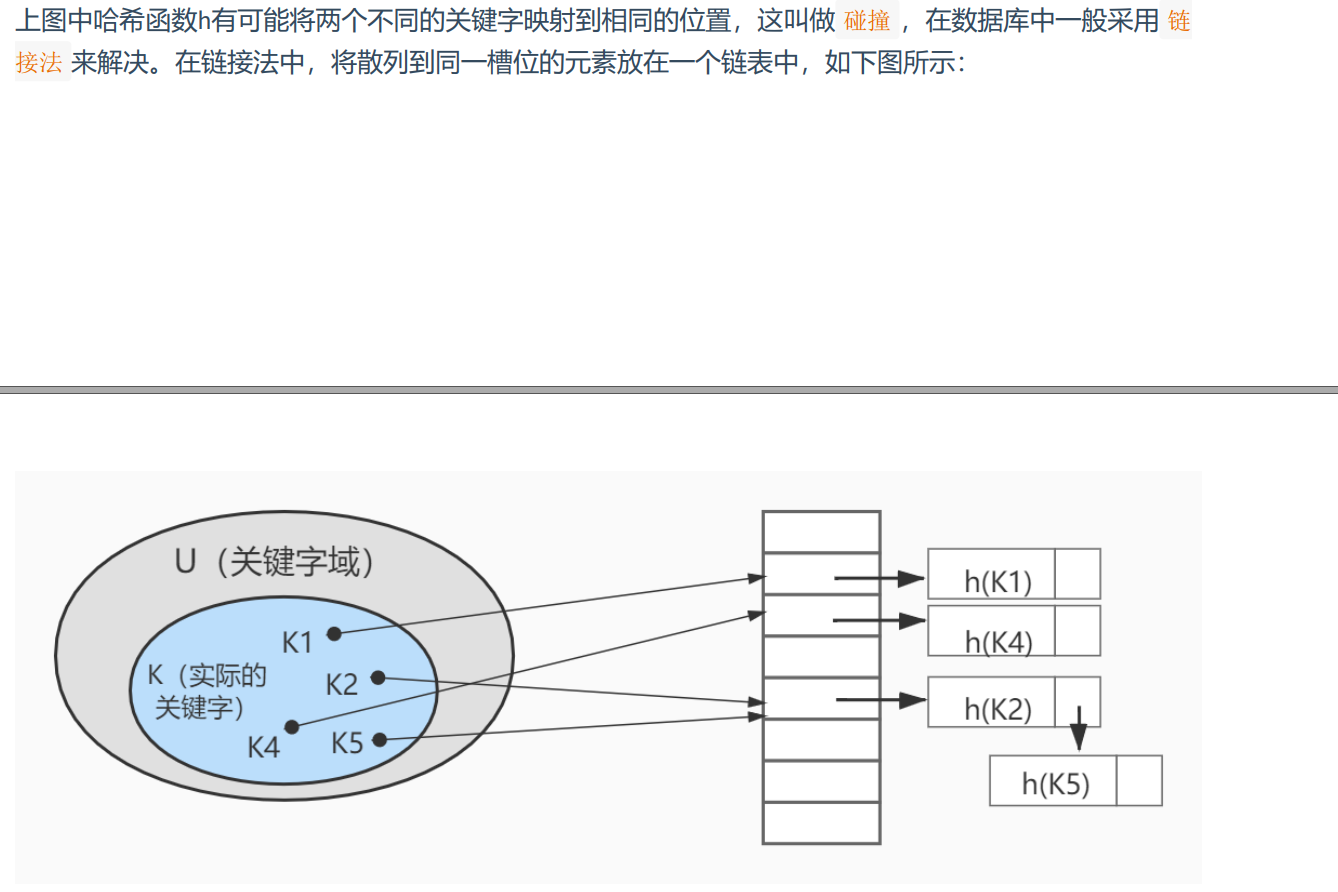 上图中哈希函数h有可能将两个不同的关键字映射到相同的位置，这叫做 碰撞 ，在数据库中一般采用 链
接法 来解决。在链接法中，将散列到同一槽位的元素放在一个链表中，如下图所示：
U（关键字域）
K1
K（实际的
关键字）
K2
K4
K5
h(K1)
h(K4)
h(K2)
h(K5)